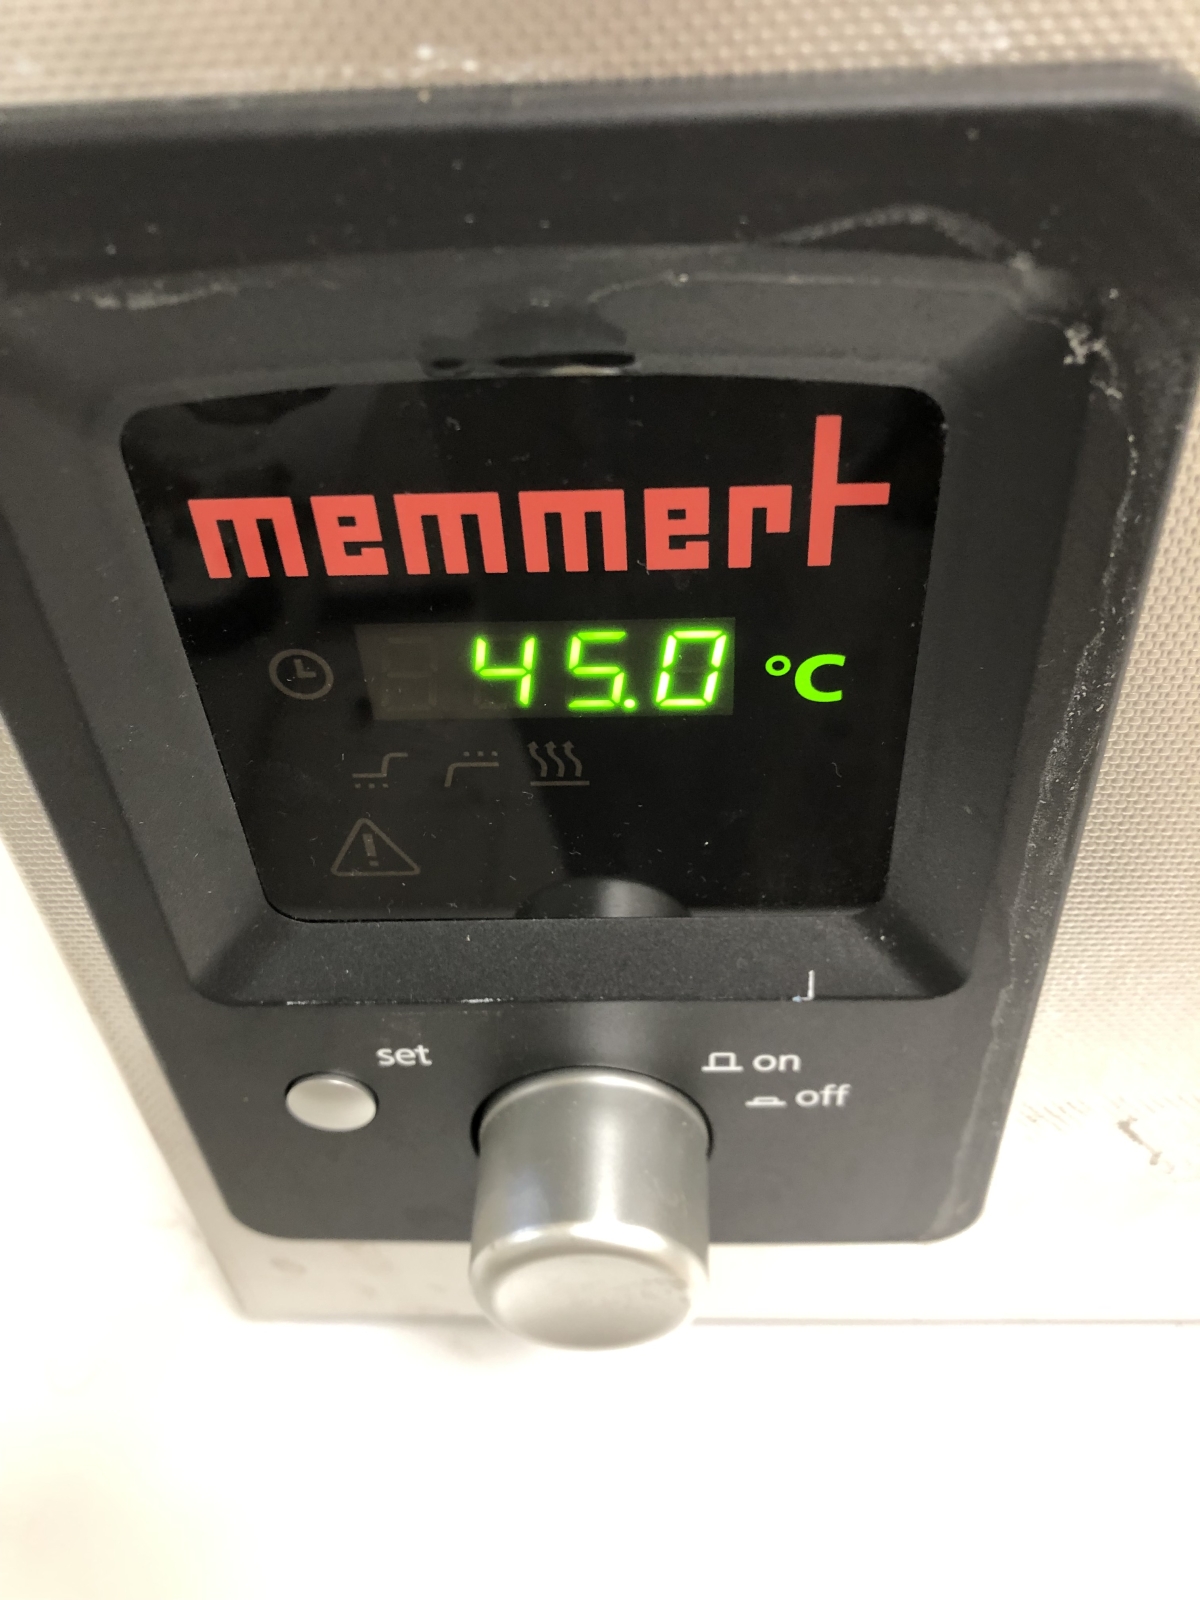 memmert
45.0 °C
set
on
off